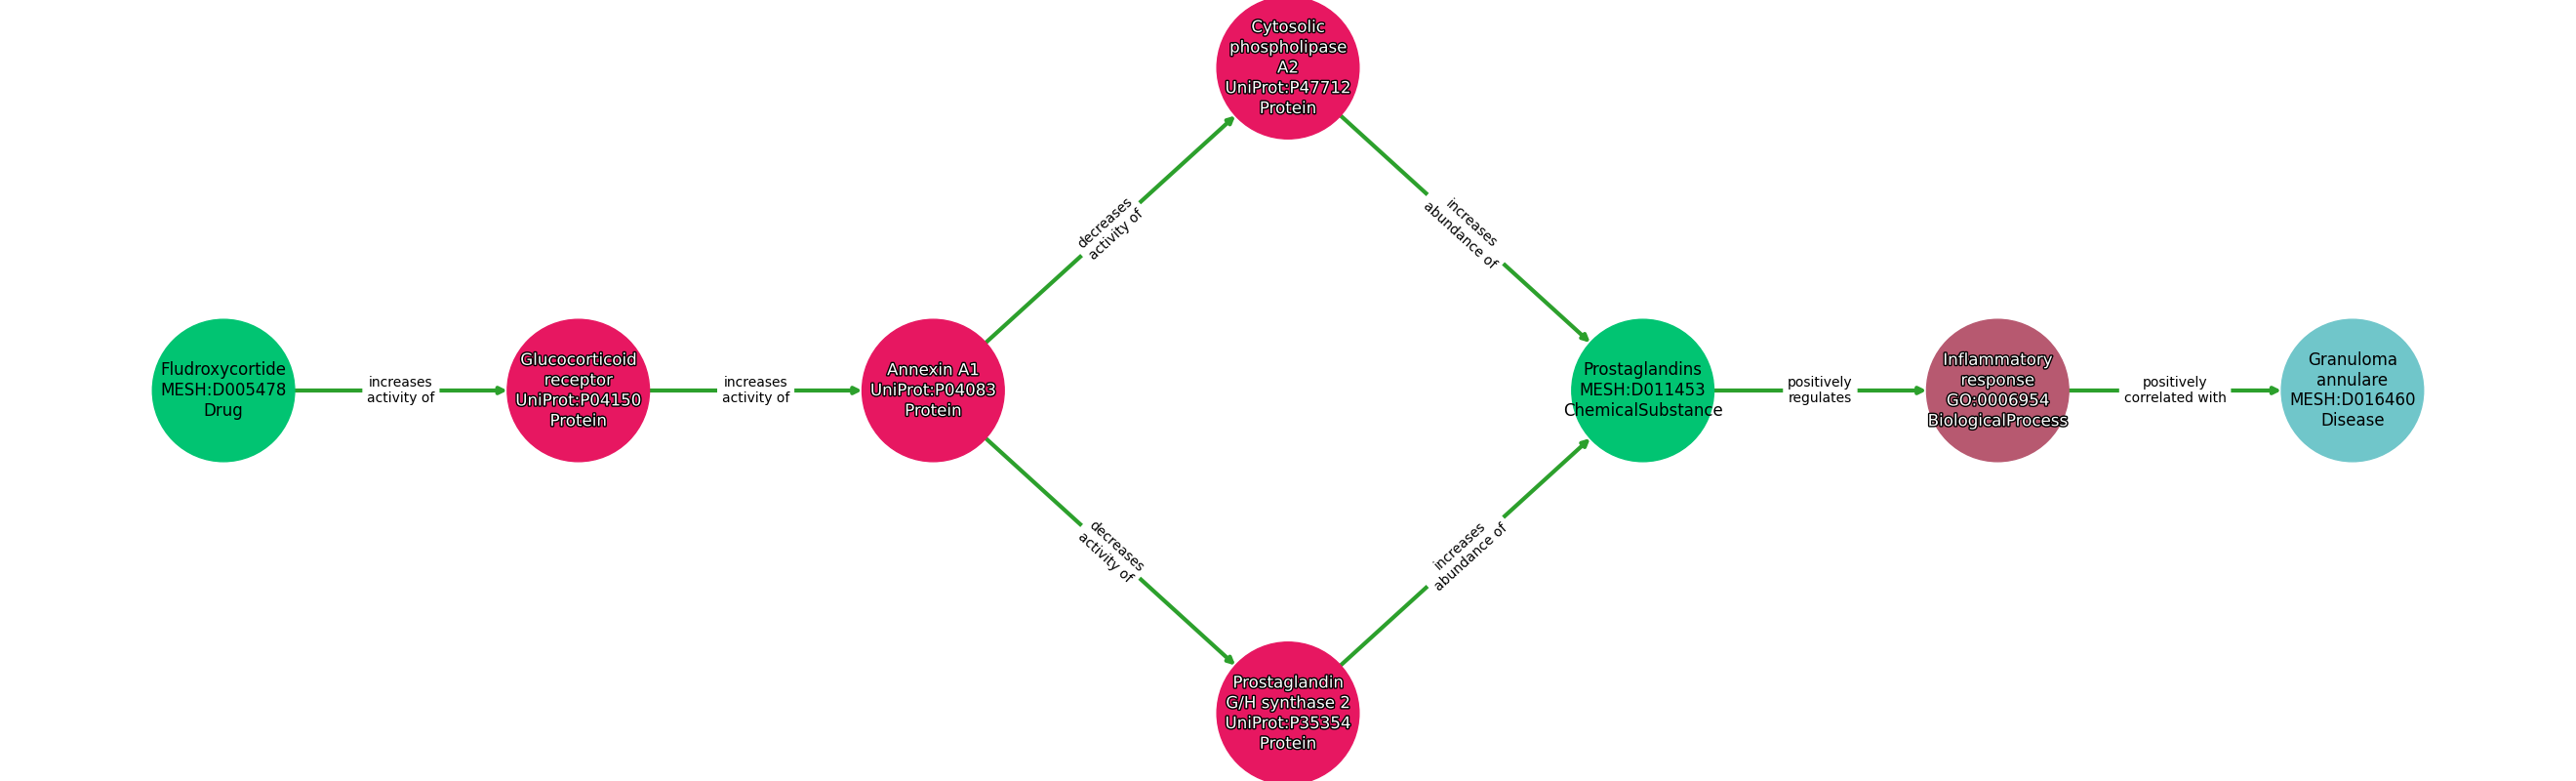 Cytosolic
phospholipase
A2
UniProt:P47712
Protein
decreases
activity of
increases
abundance of
Fludroxycortide
MESH:D005478
Drug
increases
activity of
Glucocorticoid
receptor
UniProt:P04150
Protein
increases
activity of
Annexin A1
UniProt:P04083
Protein
Prostaglandins
MESH:D011453
ChemicalSubstance
positively
regulates
Inflammatory
response
GO:0006954
BiologicalProcess
positively
correlated with
Granuloma
annulare
MESH:D016460
Disease
decreases
activity of
increases
abundance of
Prostaglandin
G/H synthase 2
UniProt:P35354
Protein